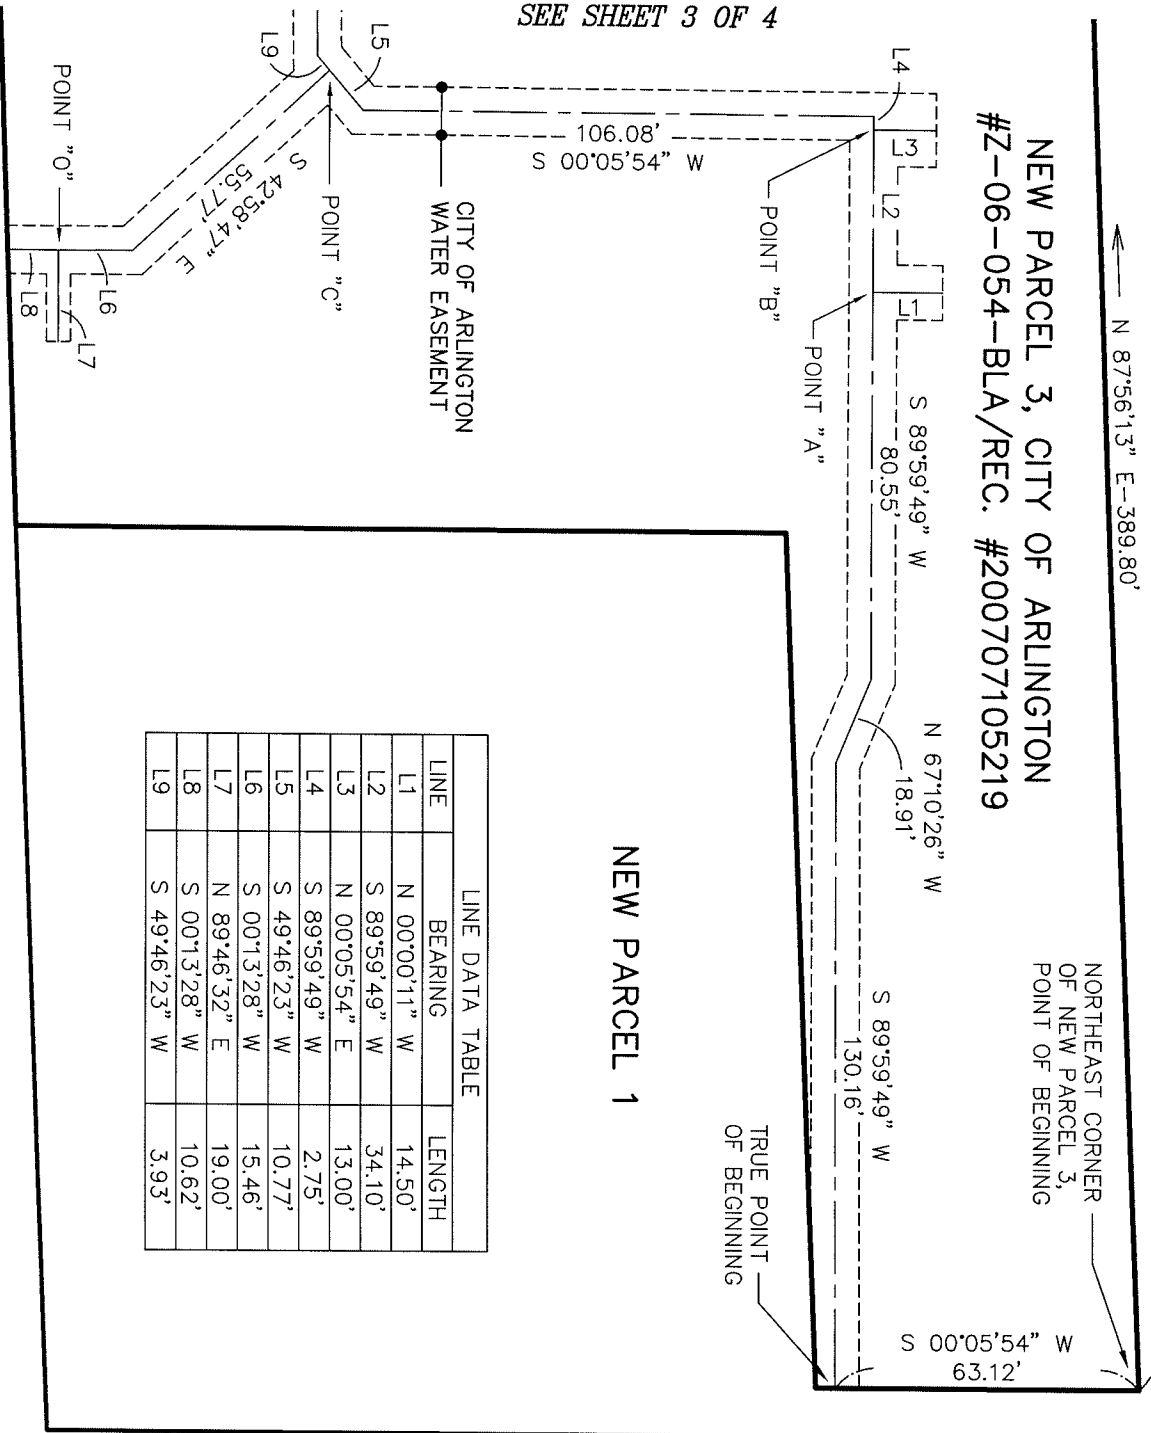 SEE SHEET 3 OF 4
N 87°56'13" E-389.80'
NEW PARCEL 3, CITY OF ARLINGTON
#Z-06-054-BLA/REC. #200707105219
NORTHEAST CORNER
OF NEW PARCEL 3,
POINT OF BEGINNING
S 00°05'54" W
63.12'
L4
L3
L2
L1
S 89°59'49" W
80.55'
N 67°10'26" W
18.91'
S 89°59'49" W
130.16'
POINT "B"
POINT "A"
TRUE POINT
OF BEGINNING
L5
L9
106.08'
S 00°05'54" W
CITY OF ARLINGTON
WATER EASEMENT
POINT "C"
S 42°58'47" E
55.77'
POINT "O"
L6
L7
L8
NEW PARCEL 1
LINE DATA TABLE
LINE BEARING LENGTH
L1 N 00°00'11" W 14.50'
L2 S 89°59'49" W 34.10'
L3 N 00°05'54" E 13.00'
L4 S 89°59'49" W 2.75'
L5 S 49°46'23" W 10.77'
L6 S 00°13'28" W 15.46'
L7 N 89°46'32" E 19.00'
L8 S 00°13'28" W 10.62'
L9 S 49°46'23" W 3.93'